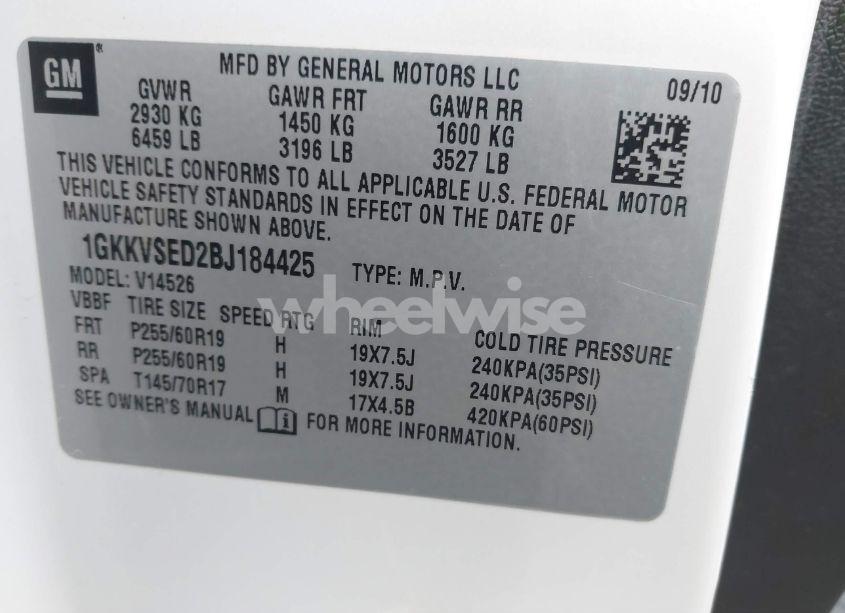 GM
MFD BY GENERAL MOTORS LLC 09/10
GVWR GAWR FRT GAWR RR
2930 KG 1450 KG 1600 KG
6459 LB 3196 LB 3527 LB
THIS VEHICLE CONFORMS TO ALL APPLICABLE U.S. FEDERAL MOTOR
VEHICLE SAFETY STANDARDS IN EFFECT ON THE DATE OF
MANUFACTURE SHOWN ABOVE.
1GKKVSED2BJ184425 TYPE: M.P.V.
MODEL: V14526
wheelwise
VBBF TIRE SIZE SPEED RTG RIM COLD TIRE PRESSURE
FRT P255/60R19 H 19X7.5J 240KPA(35PSI)
RR P255/60R19 H 19X7.5J 240KPA(35PSI)
SPA T145/70R17 M 17X4.5B 420KPA(60PSI)
SEE OWNER'S MANUAL i FOR MORE INFORMATION.